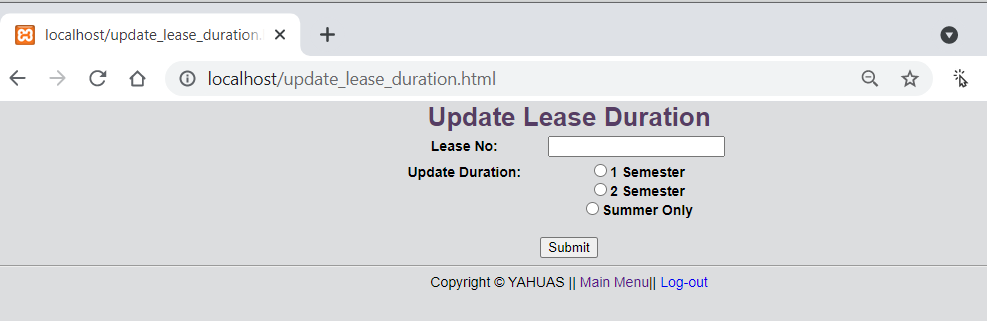 localhost/update_lease_duration.
localhost/update_lease_duration.html
Update Lease Duration
Lease No:
Update Duration: 1 Semester
2 Semester
Summer Only
Submit
Copyright © YAHUAS || Main Menu|| Log-out